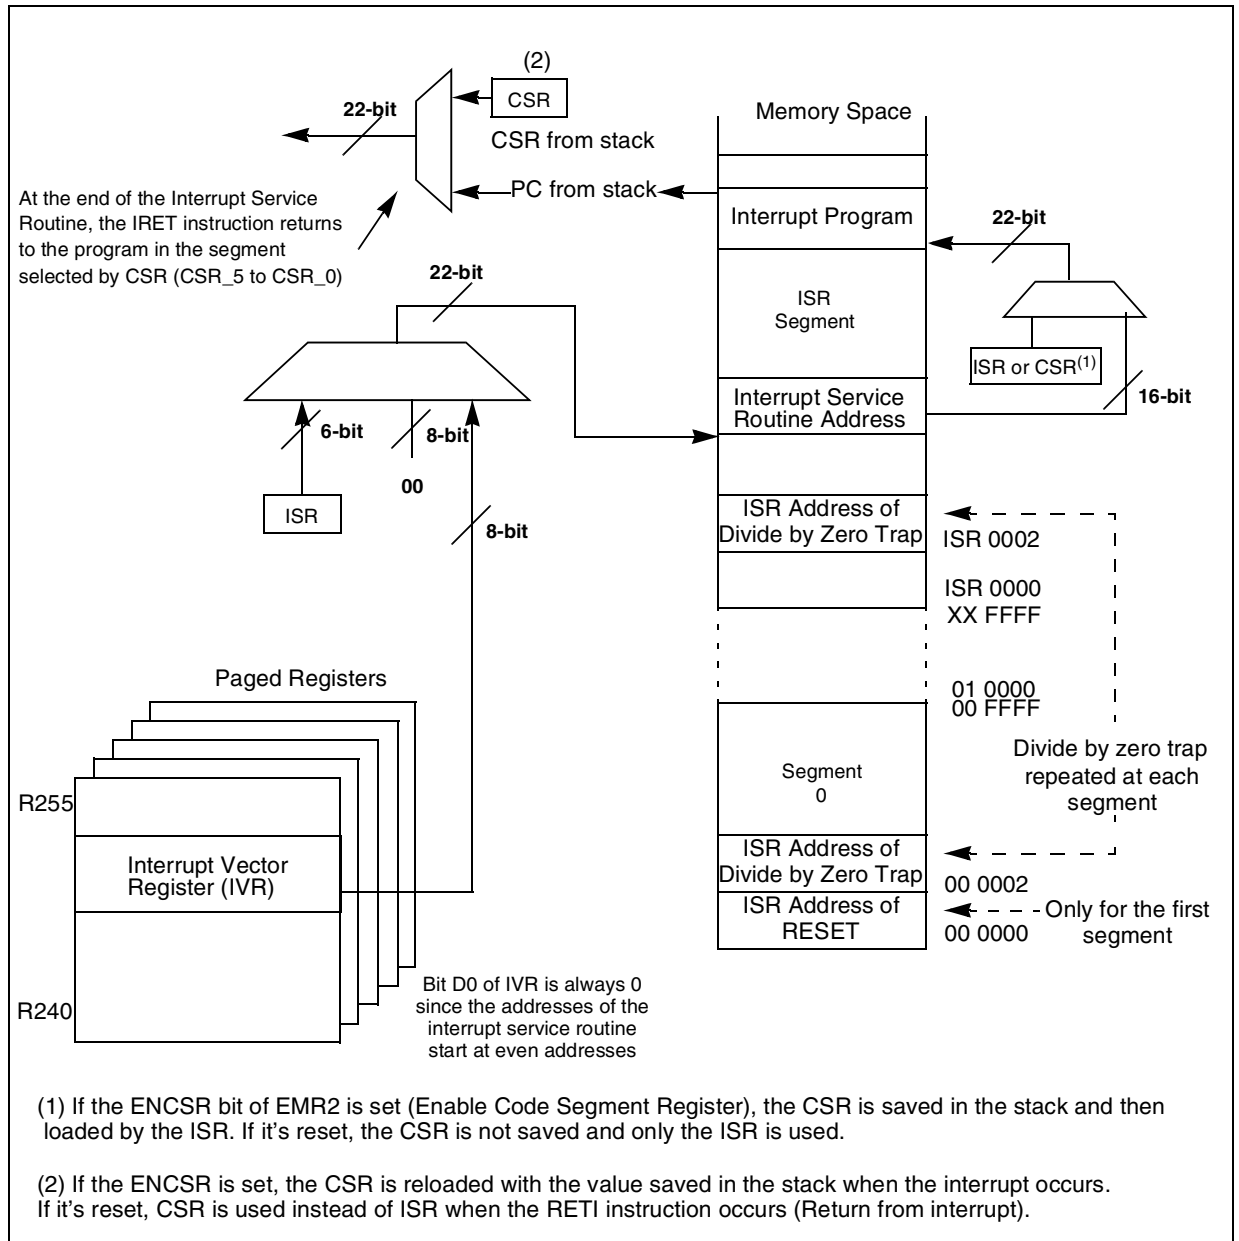 (2)
CSR
22-bit
CSR from stack
PC from stack
At the end of the Interrupt Service
Routine, the IRET instruction returns
to the program in the segment
selected by CSR (CSR_5 to CSR_0)
Memory Space
Interrupt Program
22-bit
ISR
Segment
ISR or CSR(1)
16-bit
Interrupt Service
Routine Address
22-bit
6-bit
8-bit
00
ISR
8-bit
ISR Address of
Divide by Zero Trap
ISR 0002
ISR 0000
XX FFFF
01 0000
00 FFFF
Divide by zero trap
repeated at each
segment
Segment
0
ISR Address of
Divide by Zero Trap
00 0002
ISR Address of
RESET
00 0000
Only for the first
segment
Paged Registers
R255
Interrupt Vector
Register (IVR)
R240
Bit D0 of IVR is always 0
since the addresses of the
interrupt service routine
start at even addresses
(1) If the ENCSR bit of EMR2 is set (Enable Code Segment Register), the CSR is saved in the stack and then
loaded by the ISR. If it's reset, the CSR is not saved and only the ISR is used.
(2) If the ENCSR is set, the CSR is reloaded with the value saved in the stack when the interrupt occurs.
If it's reset, CSR is used instead of ISR when the RETI instruction occurs (Return from interrupt).